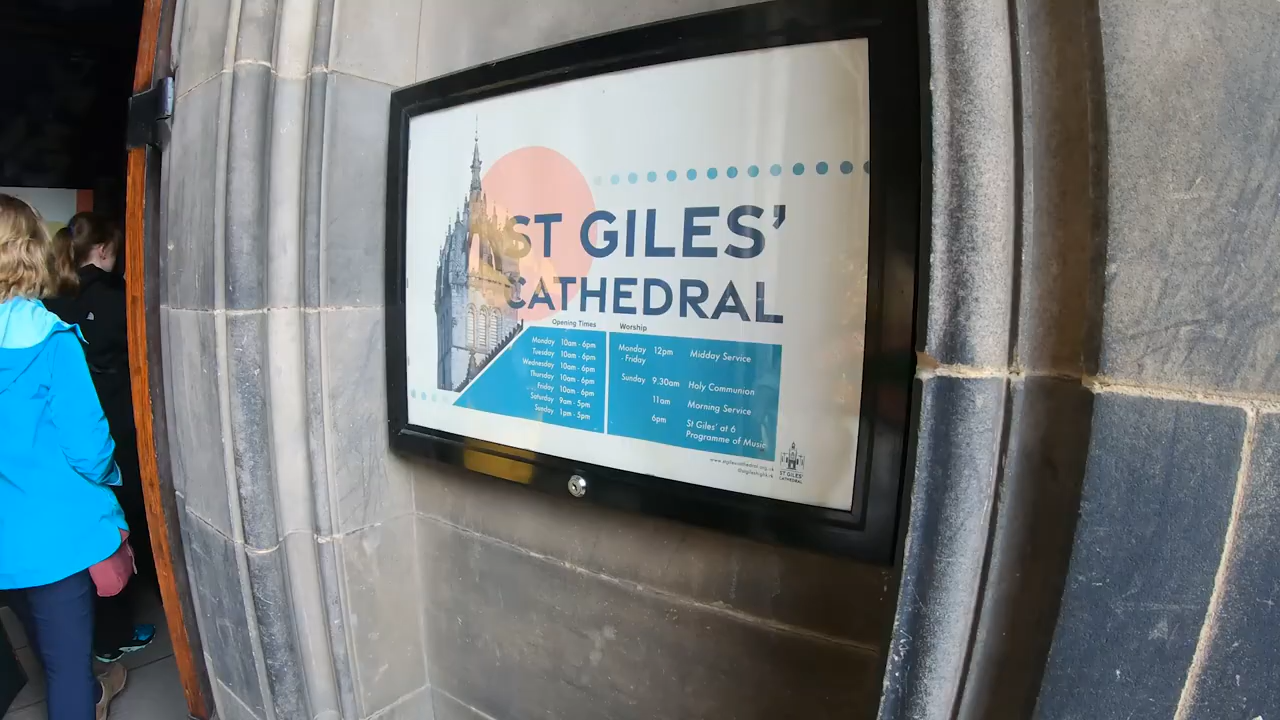 ST GILES'
CATHEDRAL
Opening Times
Monday 10am - 6pm
Tuesday 10am - 6pm
Wednesday 10am - 6pm
Thursday 10am - 6pm
Friday 10am - 6pm
Saturday 9am - 5pm
Sunday 1pm - 5pm
Worship
Monday 12pm Midday Service
- Friday
Sunday 9.30am Holy Communion
11am Morning Service
6pm St Giles' at 6
Programme of Music
ST GILES'
CATHEDRAL